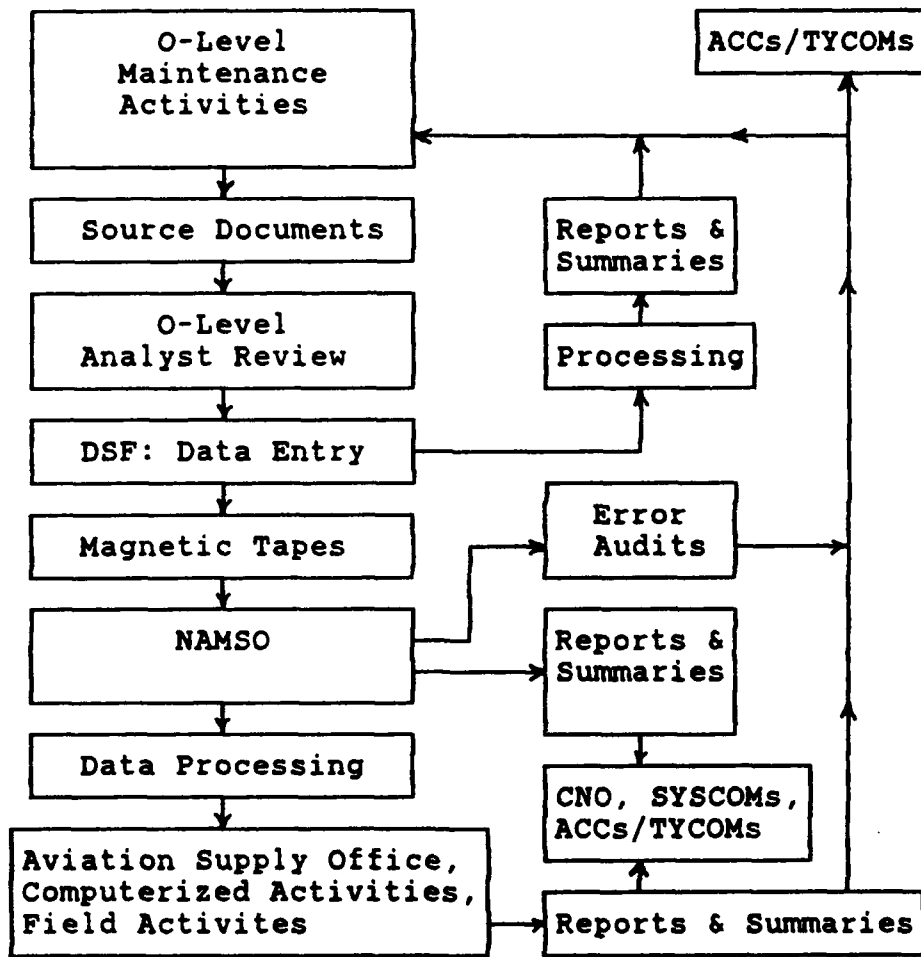 O-Level
Maintenance
Activities
ACCs/TYCOMs
Source Documents
Reports &
Summaries
O-Level
Analyst Review
Processing
DSF: Data Entry
Magnetic Tapes
Error
Audits
NAMSO
Reports &
Summaries
Data Processing
CNO, SYSCOMs,
ACCs/TYCOMs
Aviation Supply Office,
Computerized Activities,
Field Activites
Reports & Summaries